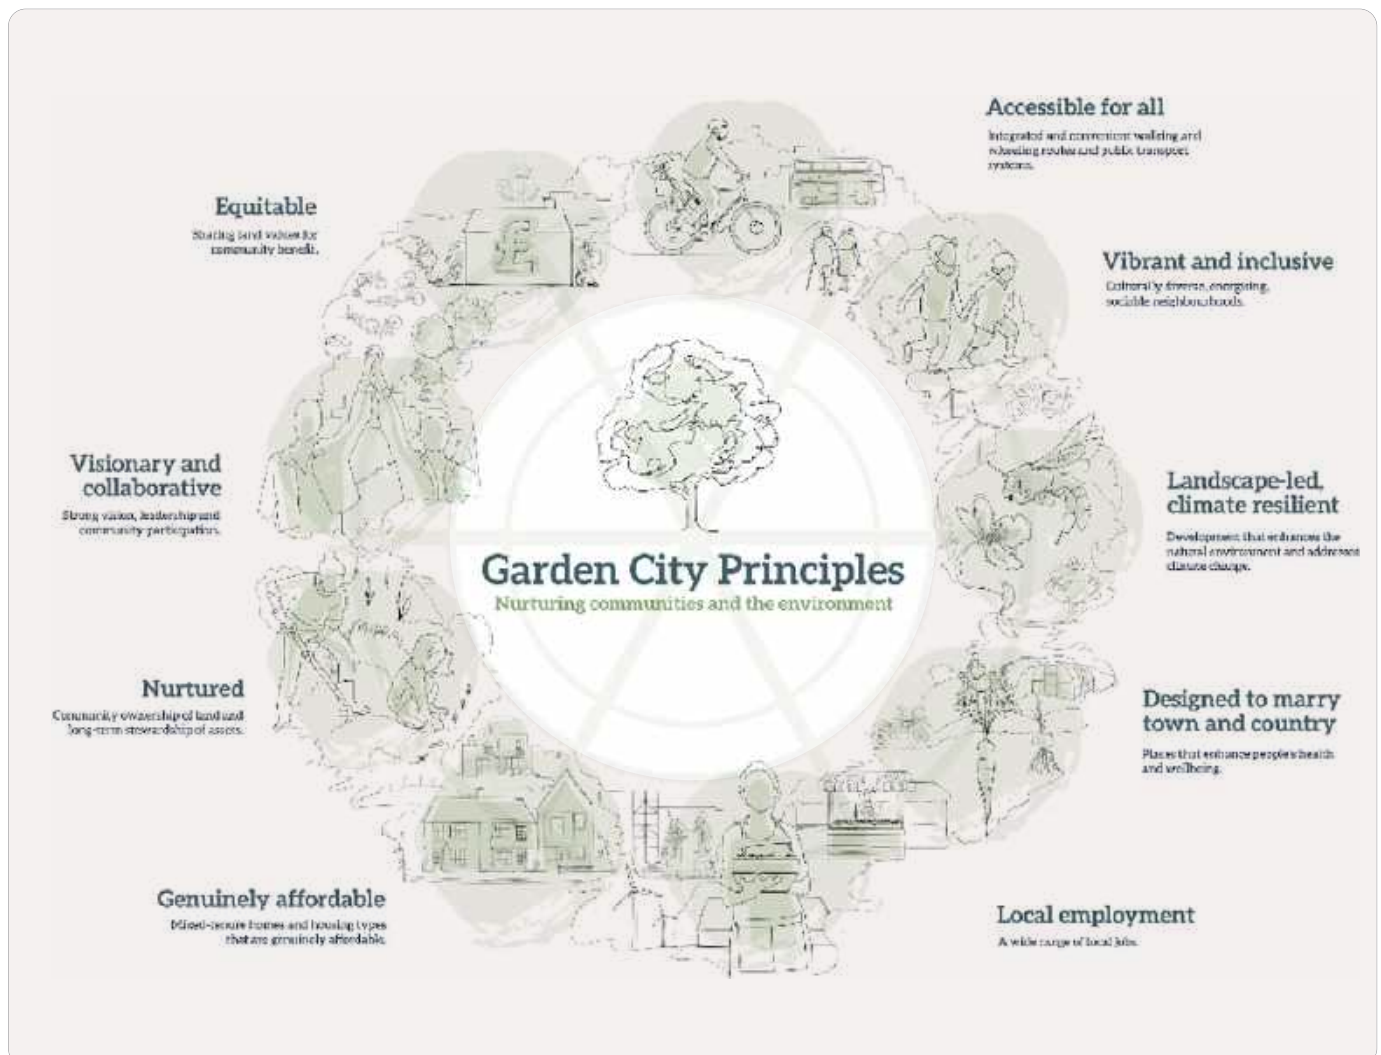 Accessible for all
Integrated and convenient walking and
wheeling routes and public transport
systems.
Equitable
Sharing land values for
community benefit.
Vibrant and inclusive
Culturally diverse, energising,
sociable neighbourhoods.
Visionary and
collaborative
Strong vision, leadership and
community participation.
Landscape-led,
climate resilient
Development that enhances the
natural environment and addresses
climate change.
Garden City Principles
Nurturing communities and the environment
Nurtured
Community ownership of land and
long-term stewardship of assets.
Designed to marry
town and country
Places that enhance people's health
and wellbeing.
Genuinely affordable
Mixed-tenure homes and housing types
that are genuinely affordable.
Local employment
A wide range of local jobs.
£